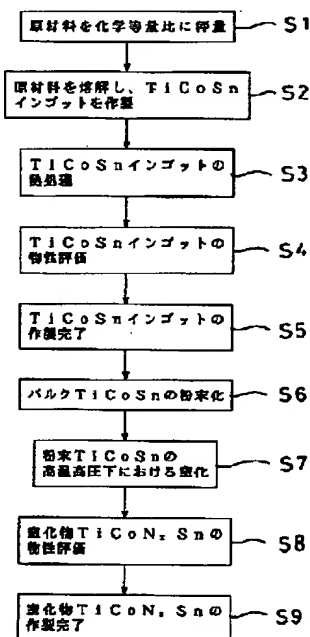 原材料を化学等量比に秤量
S1
原材料を溶解し、TiCoSn
インゴットを作製
S2
TiCoSnインゴットの
熱処理
S3
TiCoSnインゴットの
物性評価
S4
TiCoSnインゴットの
作製完了
S5
バルクTiCoSnの粉末化
S6
粉末TiCoSnの
高温高圧下における窒化
S7
窒化物TiCoNₓSnの
物性評価
S8
窒化物TiCoNₓSnの
作製完了
S9